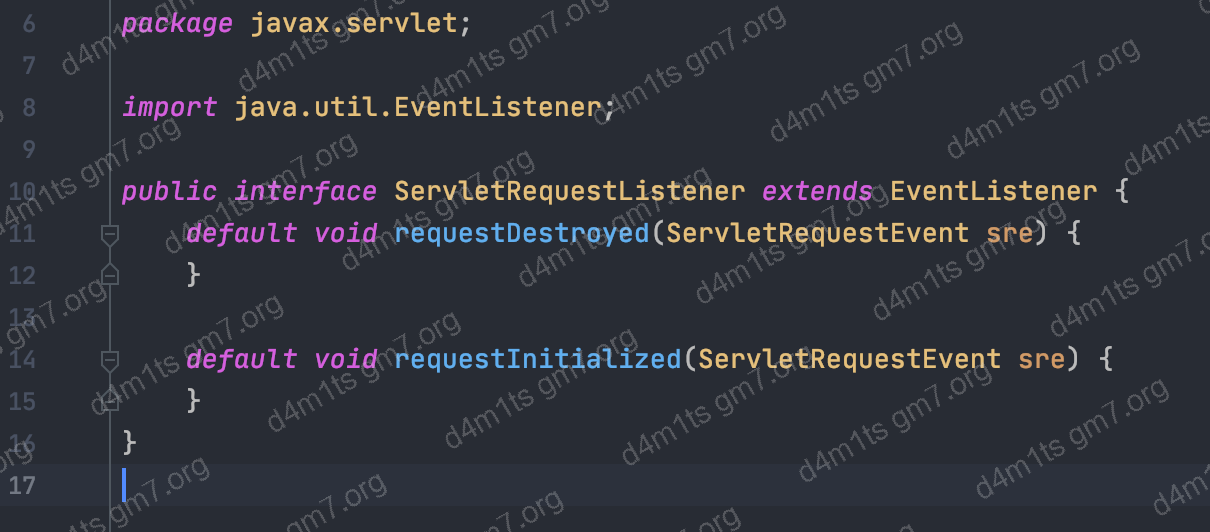 6 package javax.servlet;
7
8 import java.util.EventListener;
9
10 public interface ServletRequestListener extends EventListener {
11 default void requestDestroyed(ServletRequestEvent sre) {
12 }
13
14 default void requestInitialized(ServletRequestEvent sre) {
15 }
16 }
17
d4m1ts gm7.org